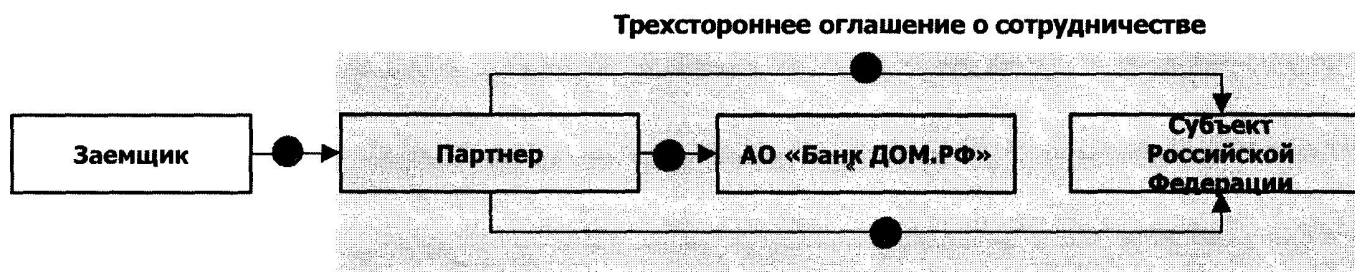 Трехстороннее оглашение о сотрудничестве
Заемщик
Партнер
АО «Банк ДОМ.РФ»
Субъект
Российской
Федерации